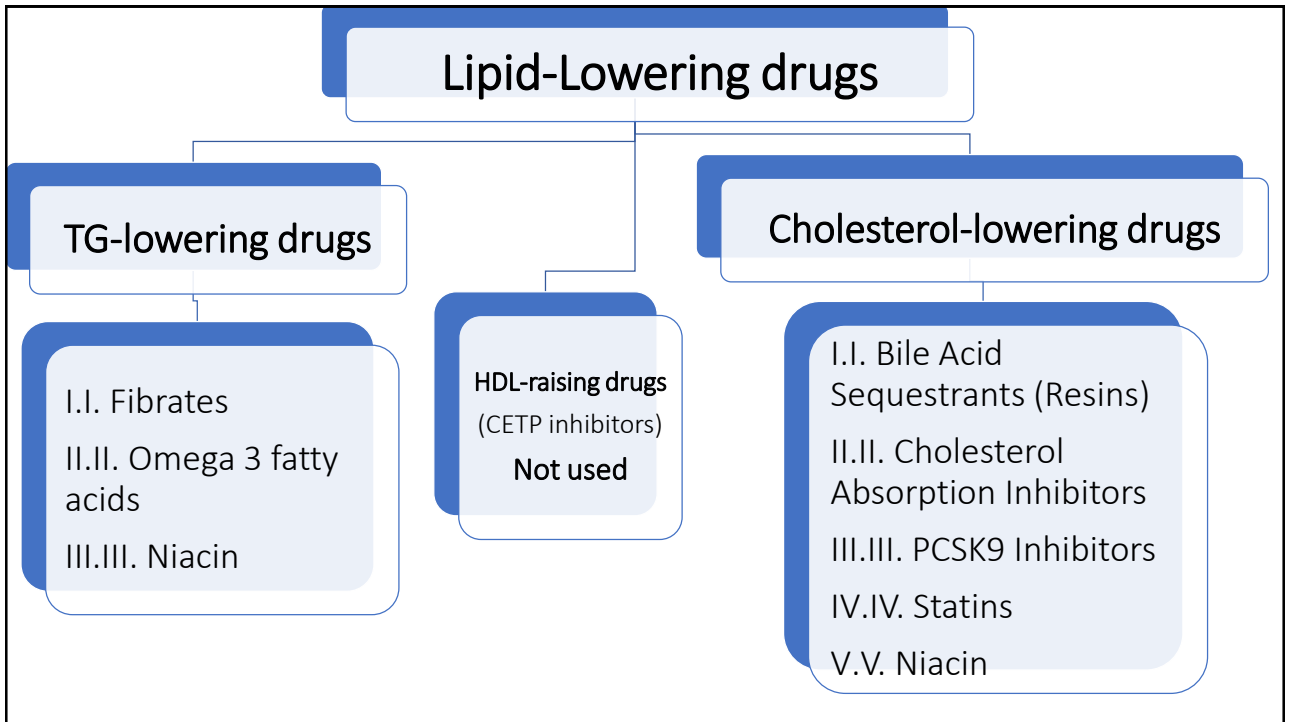 Lipid-Lowering drugs
TG-lowering drugs
I.I. Fibrates
II.II. Omega 3 fatty
acids
III.III. Niacin
HDL-raising drugs
(CETP inhibitors)
Not used
Cholesterol-lowering drugs
I.I. Bile Acid
Sequestrants (Resins)
II.II. Cholesterol
Absorption Inhibitors
III.III. PCSK9 Inhibitors
IV.IV. Statins
V.V. Niacin